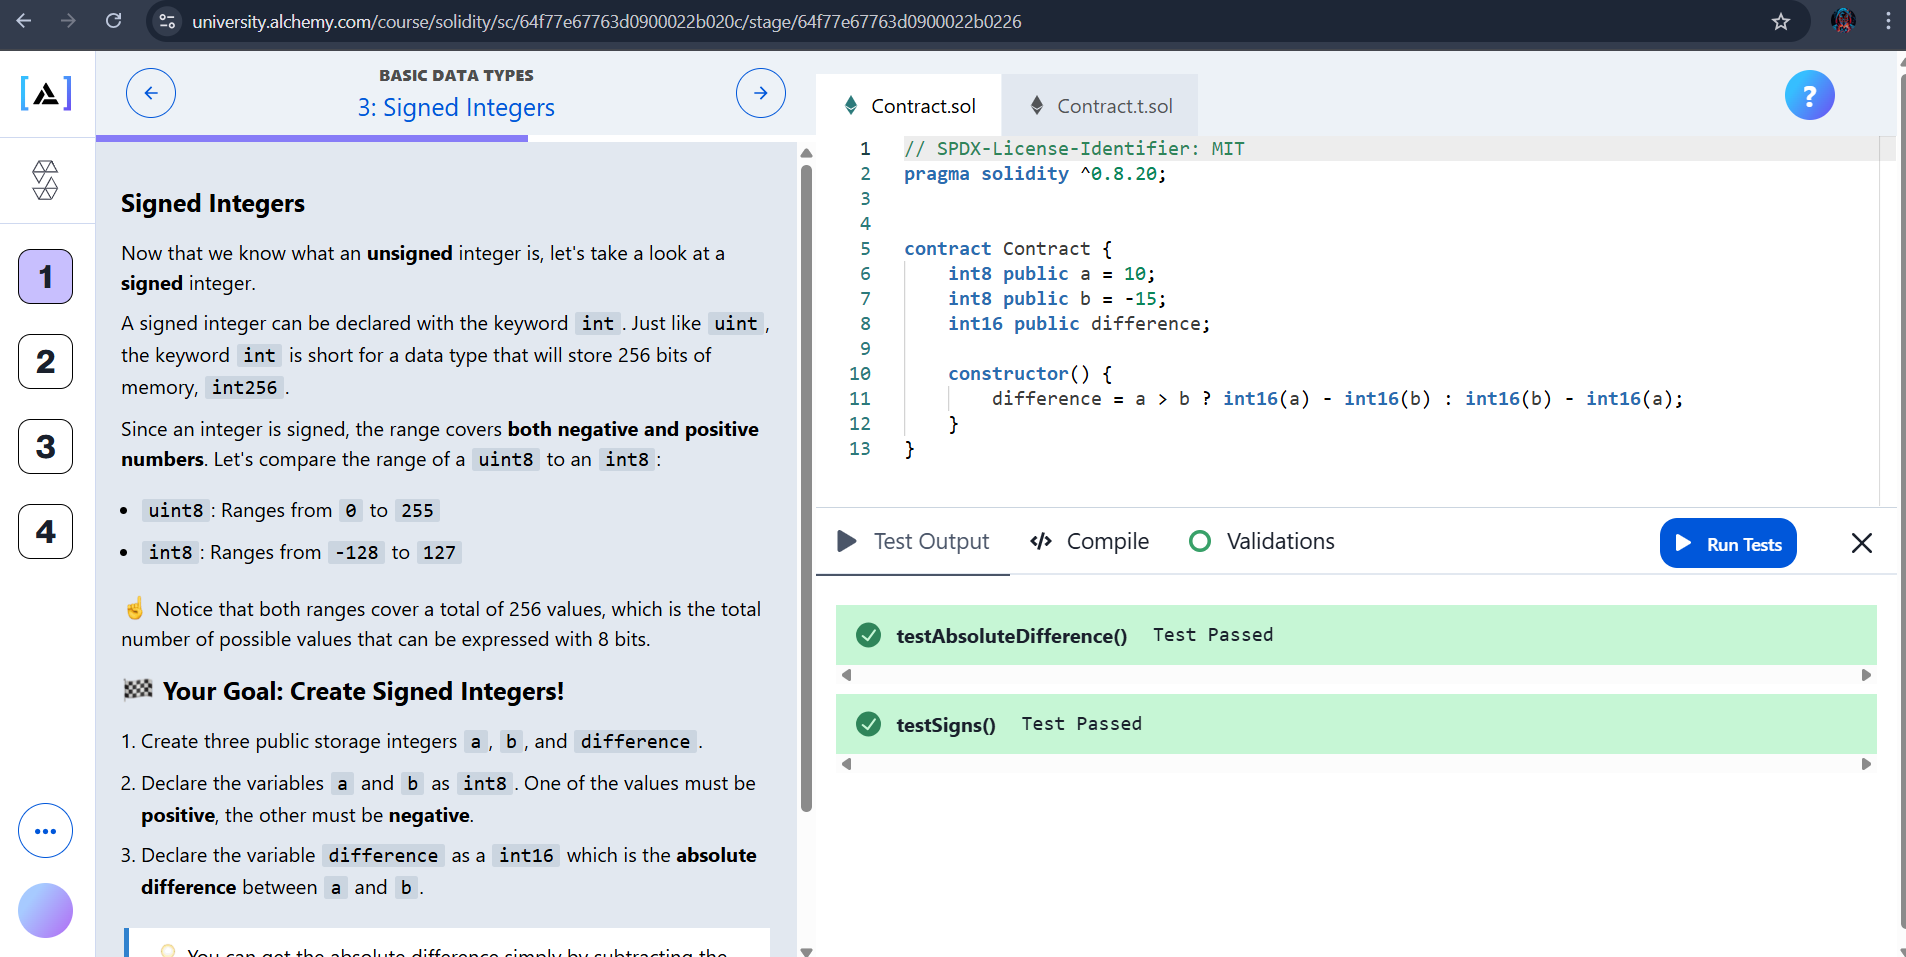 university.alchemy.com/course/solidity/sc/64f77e67763d0900022b020c/stage/64f77e67763d0900022b0226
BASIC DATA TYPES
3: Signed Integers
1
2
3
4
Signed Integers
Now that we know what an unsigned integer is, let's take a look at a
signed integer.
A signed integer can be declared with the keyword int. Just like uint,
the keyword int is short for a data type that will store 256 bits of
memory, int256.
Since an integer is signed, the range covers both negative and positive
numbers. Let's compare the range of a uint8 to an int8:
• uint8: Ranges from 0 to 255
• int8: Ranges from -128 to 127
☝️ Notice that both ranges cover a total of 256 values, which is the total
number of possible values that can be expressed with 8 bits.
🏁 Your Goal: Create Signed Integers!
1. Create three public storage integers a, b, and difference.
2. Declare the variables a and b as int8. One of the values must be
positive, the other must be negative.
3. Declare the variable difference as a int16 which is the absolute
difference between a and b.
You can get the absolute difference simply by subtracting the
Contract.sol
Contract.t.sol
?
1 // SPDX-License-Identifier: MIT
2 pragma solidity ^0.8.20;
3
4
5 contract Contract {
6     int8 public a = 10;
7     int8 public b = -15;
8     int16 public difference;
9
10     constructor() {
11         difference = a > b ? int16(a) - int16(b) : int16(b) - int16(a);
12     }
13 }
Test Output
Compile
Validations
Run Tests
testAbsoluteDifference() Test Passed
testSigns() Test Passed